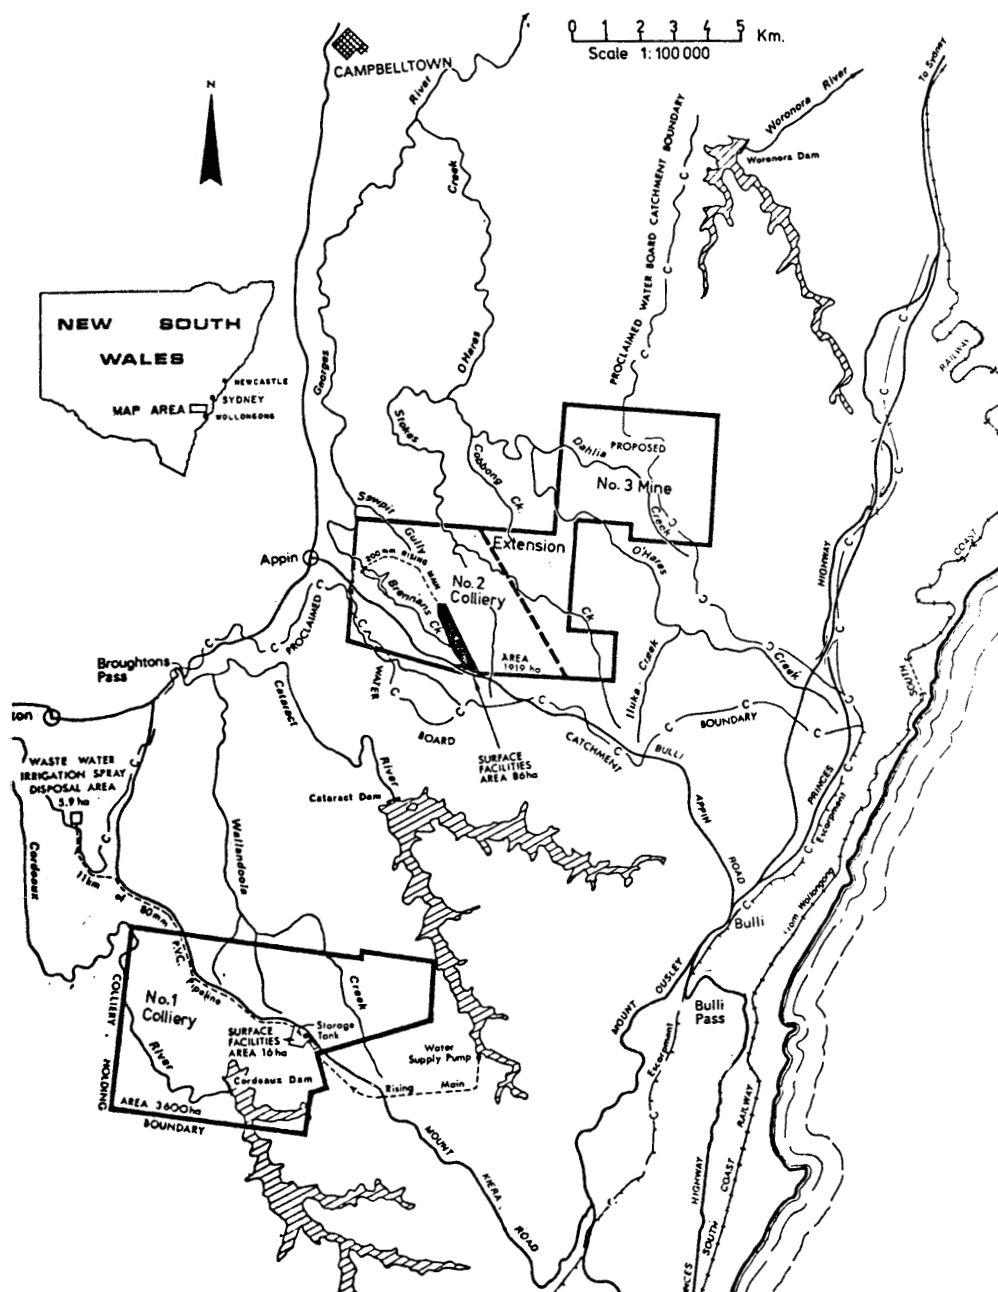 0 1 2 3 4 5 Km.
Scale 1:100 000
CAMPBELLTOWN
N
River
Creek
O'Hares
Georges
PROCLAIMED WATER BOARD CATCHMENT BOUNDARY
C
C
C
Woronora River
Woronora Dam
To Sydney
RAILWAY
COAST
SOUTH
NEW SOUTH
WALES
NEWCASTLE
SYDNEY
MAP AREA
WOLLONGONG
Stokes
Cobbong Ck.
Dahlia
PROPOSED
No. 3 Mine
Creek
Sawpit
Gully
Extension
O'Hares
Appin
200mm RISING MAIN
No.2
Colliery
Brennans Ck
Ck
AREA
1919 ha
Iluka Creek
Creek
HIGHWAY
PROCLAIMED
WATER
BOARD
CATCHMENT
BOUNDARY
Broughtons
Pass
Cataract
River
SURFACE
FACILITIES
AREA 86ha
BULLI
APPIN
ROAD
PRINCES
Escarpment
ton
WASTE WATER
IRRIGATION SPRAY
DISPOSAL AREA
5.9 ha
Cataract Dam
Cordeaux
Wallandoola
11km of
80mm
P.V.C.
Pipeline
from Wollongong
Bulli
MOUNT OUSLEY
Bulli
Pass
Escarpment
No.1
Colliery
COLLIERY HOLDING
BOUNDARY
River
Creek
SURFACE
FACILITIES
AREA 16ha
Storage
Tank
Water
Supply Pump
Cordeaux Dam
Rising Main
AREA 3600ha
MOUNT KIERA ROAD
RAILWAY
COAST
SOUTH
HIGHWAY
NCES